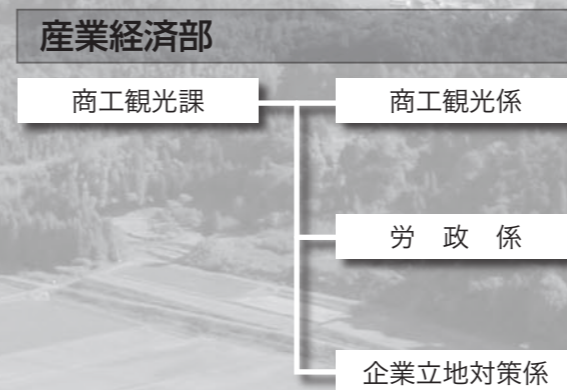 産業経済部
商工観光課
商工観光係
労　政　係
企業立地対策係